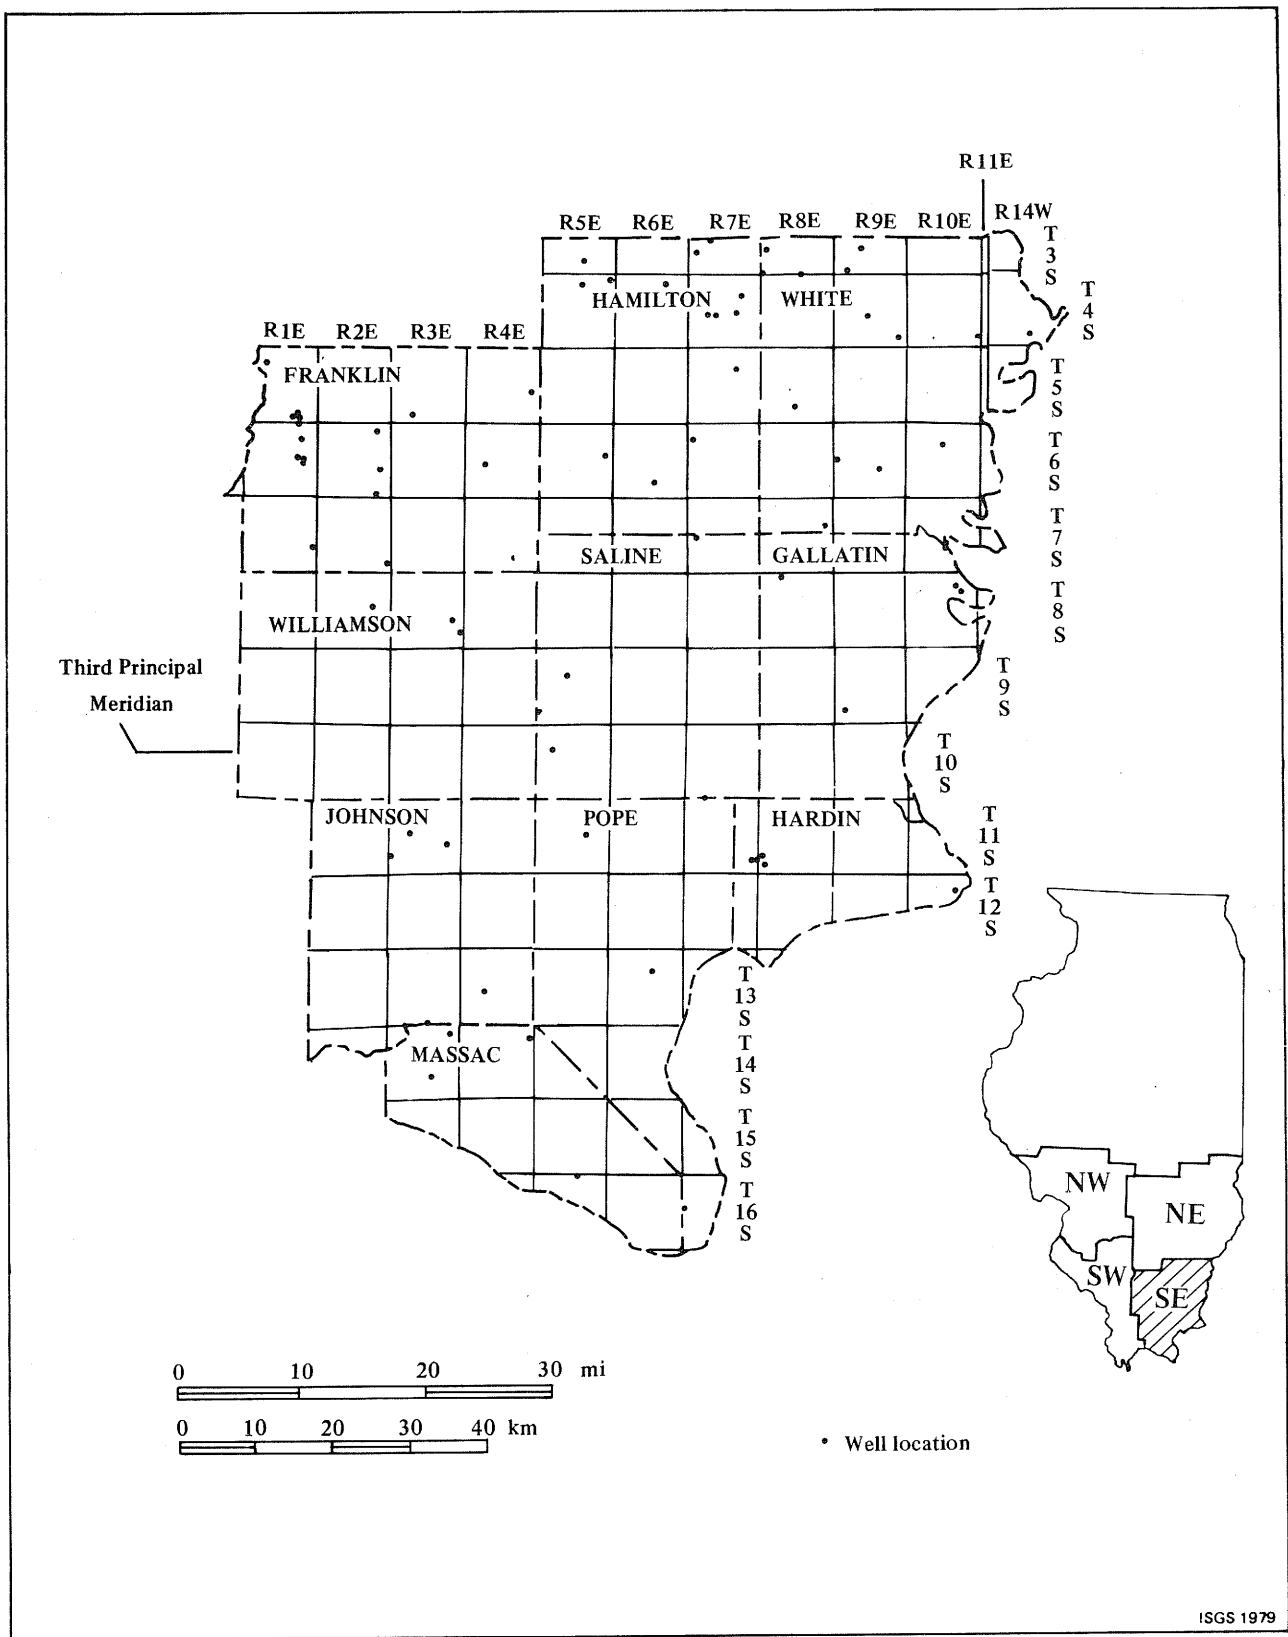 R11E
R5E R6E R7E R8E R9E R10E R14W
T
3
S
T
4
S
HAMILTON WHITE
R1E R2E R3E R4E
FRANKLIN
T
5
S
T
6
S
T
7
S
SALINE GALLATIN
T
8
S
WILLIAMSON
Third Principal
Meridian
T
9
S
T
10
S
JOHNSON POPE HARDIN
T
11
S
T
12
S
T
13
S
T
14
S
MASSAC
T
15
S
T
16
S
NW
NE
SW
SE
0 10 20 30 mi
0 10 20 30 40 km
• Well location
ISGS 1979